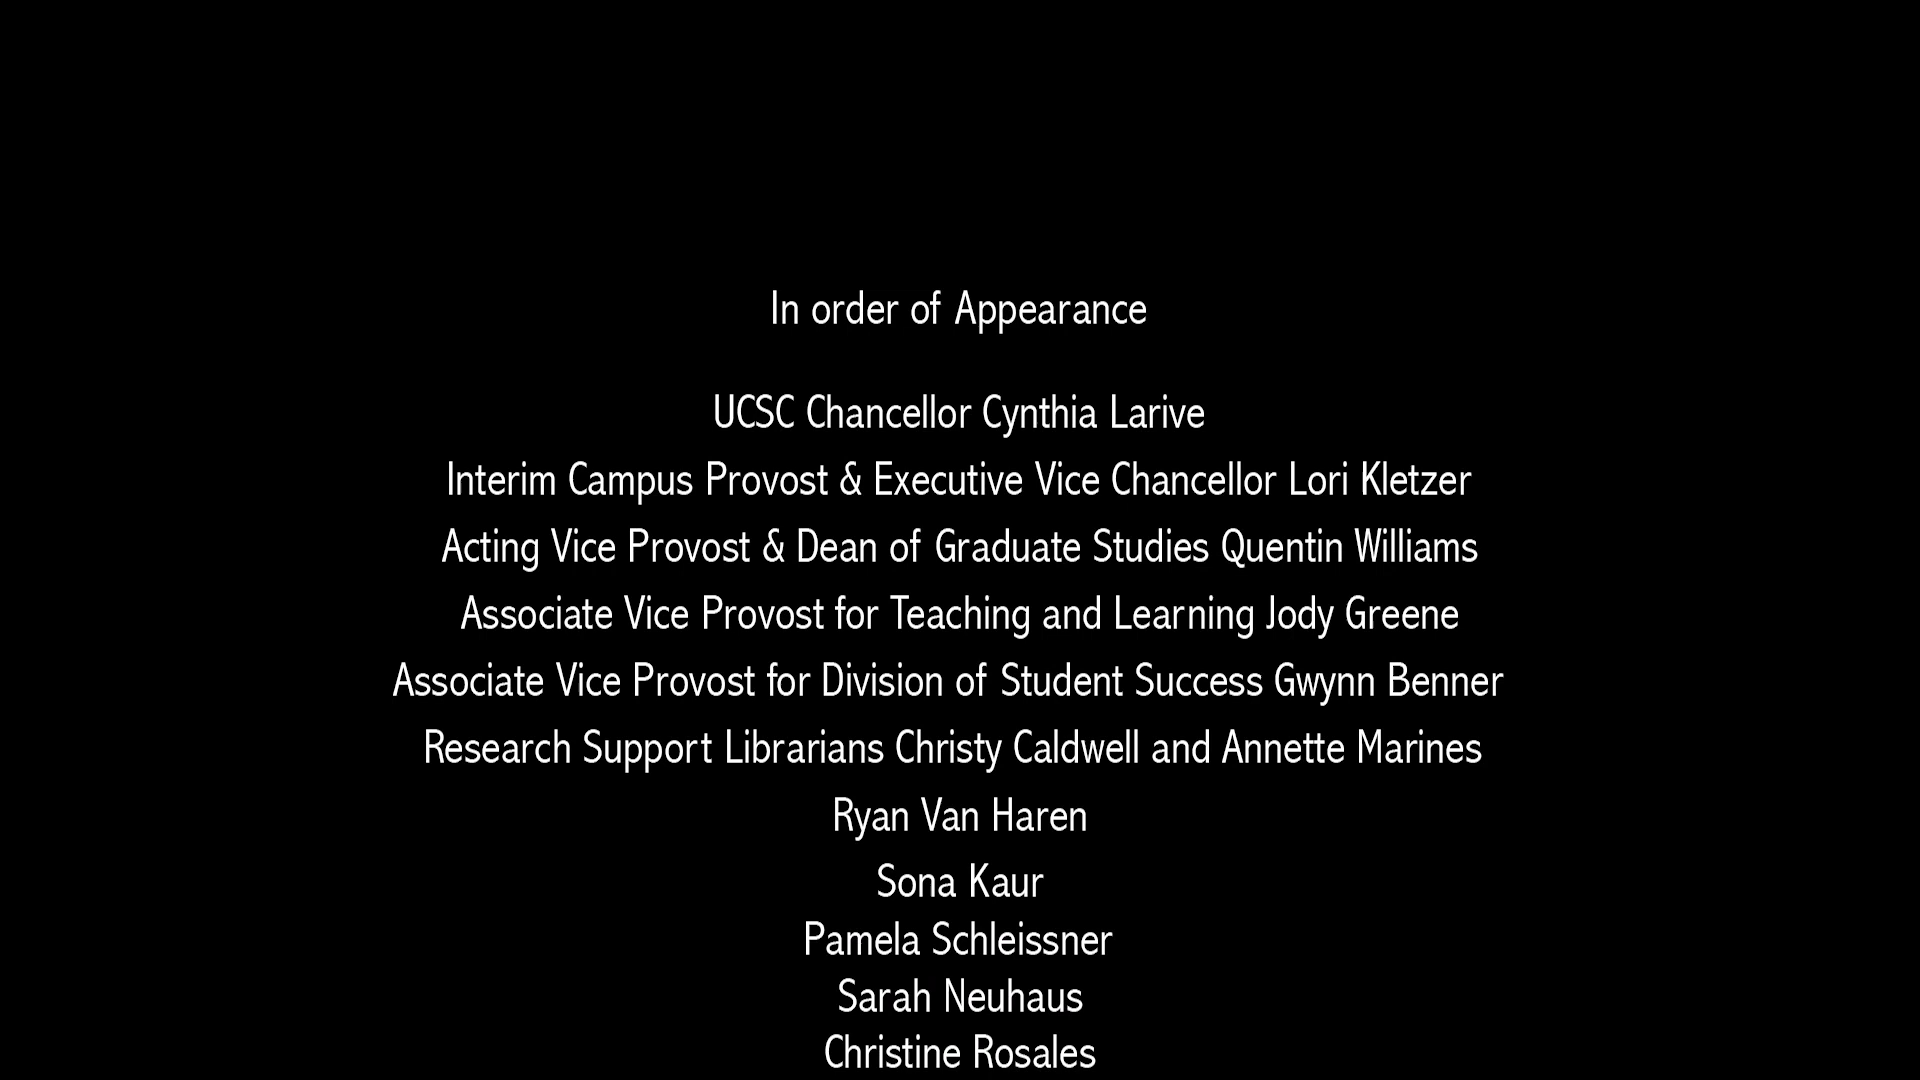 In order of Appearance
UCSC Chancellor Cynthia Larive
Interim Campus Provost & Executive Vice Chancellor Lori Kletzer
Acting Vice Provost & Dean of Graduate Studies Quentin Williams
Associate Vice Provost for Teaching and Learning Jody Greene
Associate Vice Provost for Division of Student Success Gwynn Benner
Research Support Librarians Christy Caldwell and Annette Marines
Ryan Van Haren
Sona Kaur
Pamela Schleissner
Sarah Neuhaus
Christine Rosales